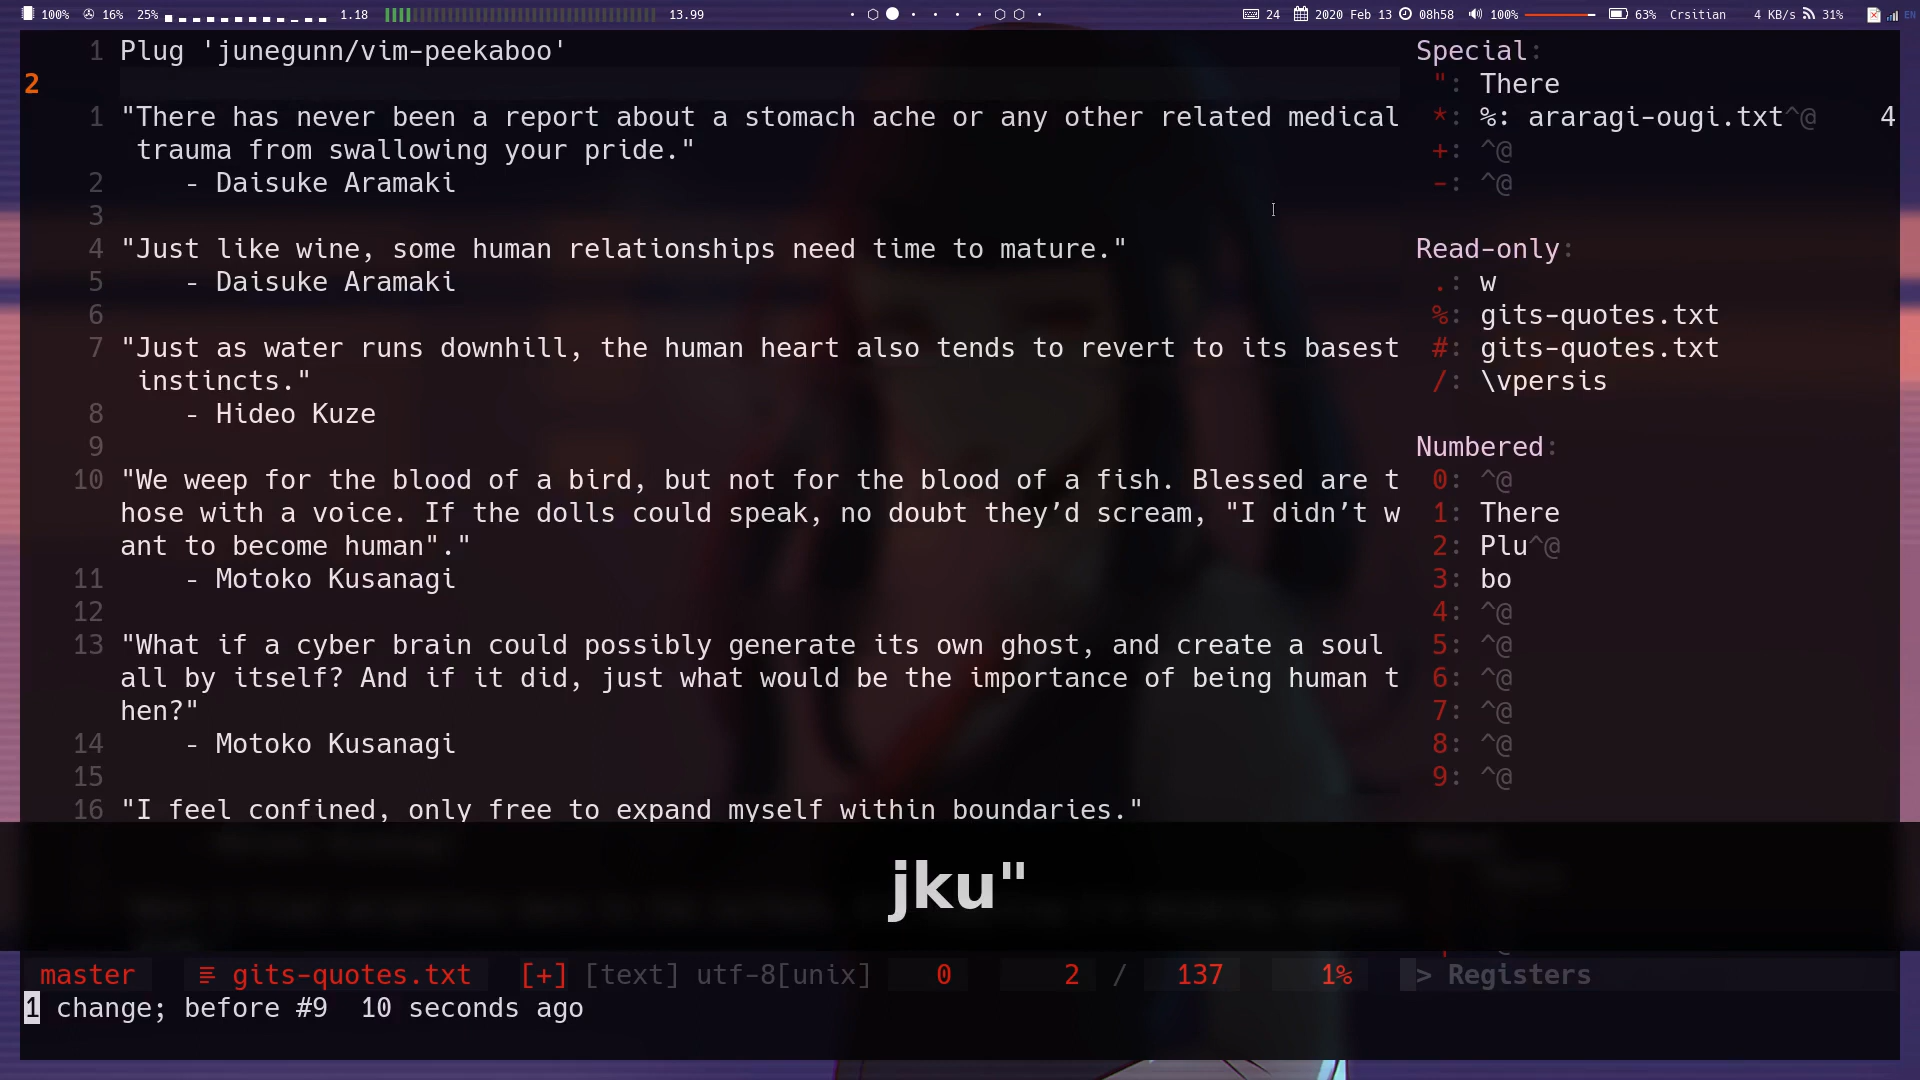 100% 16% 25% 1.18 13.99 24 2020 Feb 13 08h58 100% 63% Crsitian 4 KB/s 31% EN
1 Plug 'junegunn/vim-peekaboo'
2
1 "There has never been a report about a stomach ache or any other related medical
trauma from swallowing your pride."
2 - Daisuke Aramaki
3
4 "Just like wine, some human relationships need time to mature."
5 - Daisuke Aramaki
6
7 "Just as water runs downhill, the human heart also tends to revert to its basest
instincts."
8 - Hideo Kuze
9
10 "We weep for the blood of a bird, but not for the blood of a fish. Blessed are t
hose with a voice. If the dolls could speak, no doubt they’d scream, "I didn’t w
ant to become human"."
11 - Motoko Kusanagi
12
13 "What if a cyber brain could possibly generate its own ghost, and create a soul
all by itself? And if it did, just what would be the importance of being human t
hen?"
14 - Motoko Kusanagi
15
16 "I feel confined, only free to expand myself within boundaries."
Special:
": There
*: %: araragi-ougi.txt^@ 4
+: ^@
-: ^@
Read-only:
.: w
%: gits-quotes.txt
#: gits-quotes.txt
/: \vpersis
Numbered:
0: ^@
1: There
2: Plu^@
3: bo
4: ^@
5: ^@
6: ^@
7: ^@
8: ^@
9: ^@
jku"
master ≡ gits-quotes.txt [+] [text] utf-8[unix] 0 2 / 137 1% > Registers
1 change; before #9 10 seconds ago